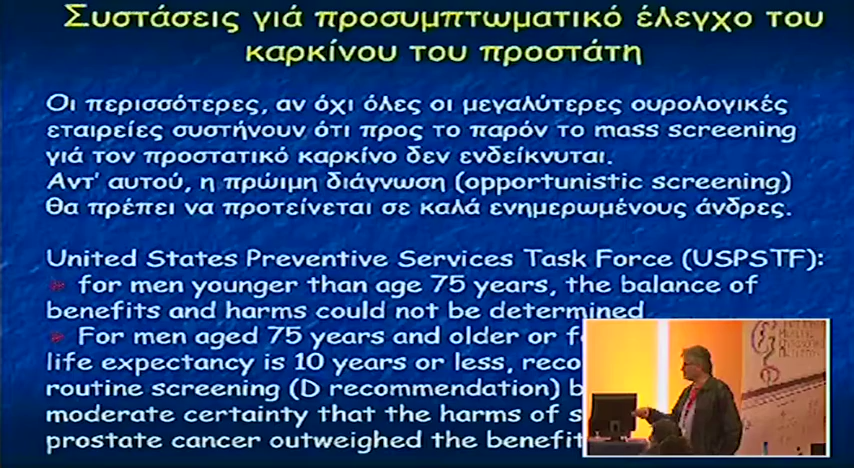 Συστάσεις γιά προσυμπτωματικό έλεγχο του
καρκίνου του προστάτη
Οι περισσότερες, αν όχι όλες οι μεγαλύτερες ουρολογικές
εταιρείες συστήνουν ότι προς το παρόν το mass screening
γιά τον προστατικό καρκίνο δεν ενδείκνυται.
Αντ' αυτού, η πρώιμη διάγνωση (opportunistic screening)
θα πρέπει να προτείνεται σε καλά ενημερωμένους άνδρες.
United States Preventive Services Task Force (USPSTF):
* for men younger than age 75 years, the balance of
benefits and harms could not be determined
* For men aged 75 years and older or
life expectancy is 10 years or less,
routine screening (D recommendation)
moderate certainty that the harms of
prostate cancer outweighed the